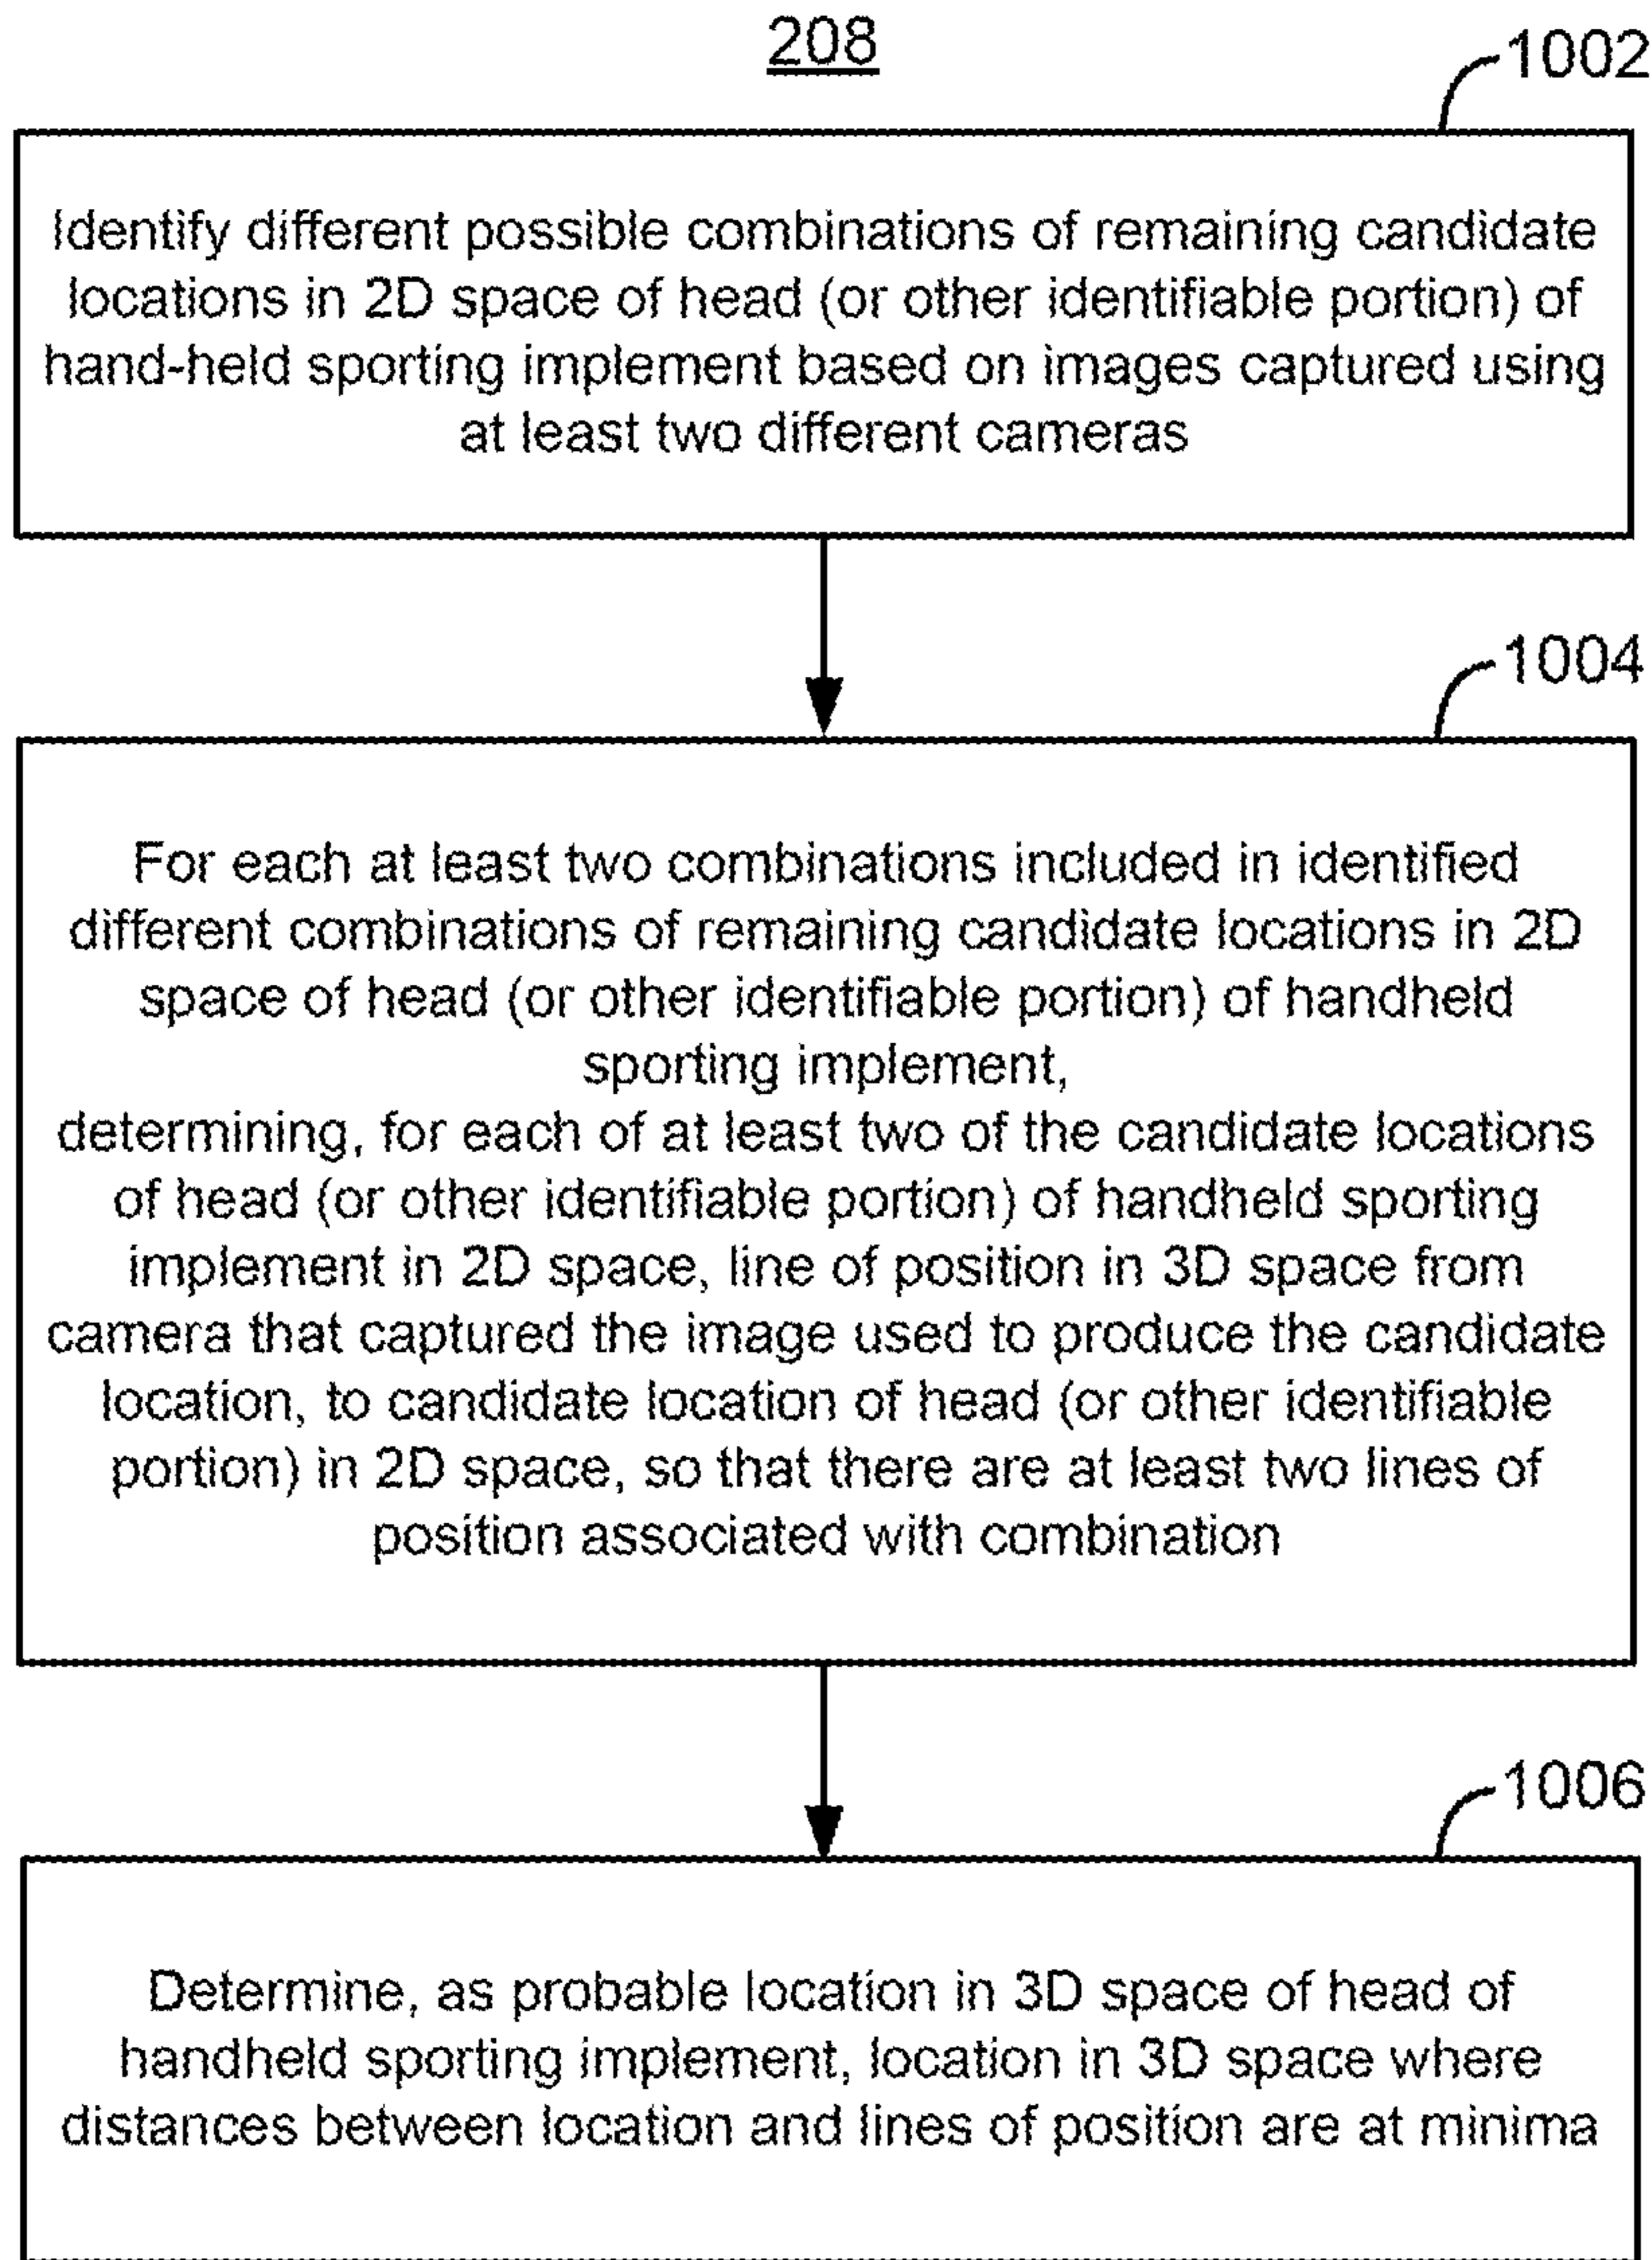 208
1002
Identify different possible combinations of remaining candidate
locations in 2D space of head (or other identifiable portion) of
hand-held sporting implement based on images captured using
at least two different cameras
1004
For each at least two combinations included in identified
different combinations of remaining candidate locations in 2D
space of head (or other identifiable portion) of handheld
sporting implement,
determining, for each of at least two of the candidate locations
of head (or other identifiable portion) of handheld sporting
implement in 2D space, line of position in 3D space from
camera that captured the image used to produce the candidate
location, to candidate location of head (or other identifiable
portion) in 2D space, so that there are at least two lines of
position associated with combination
1006
Determine, as probable location in 3D space of head of
handheld sporting implement, location in 3D space where
distances between location and lines of position are at minima